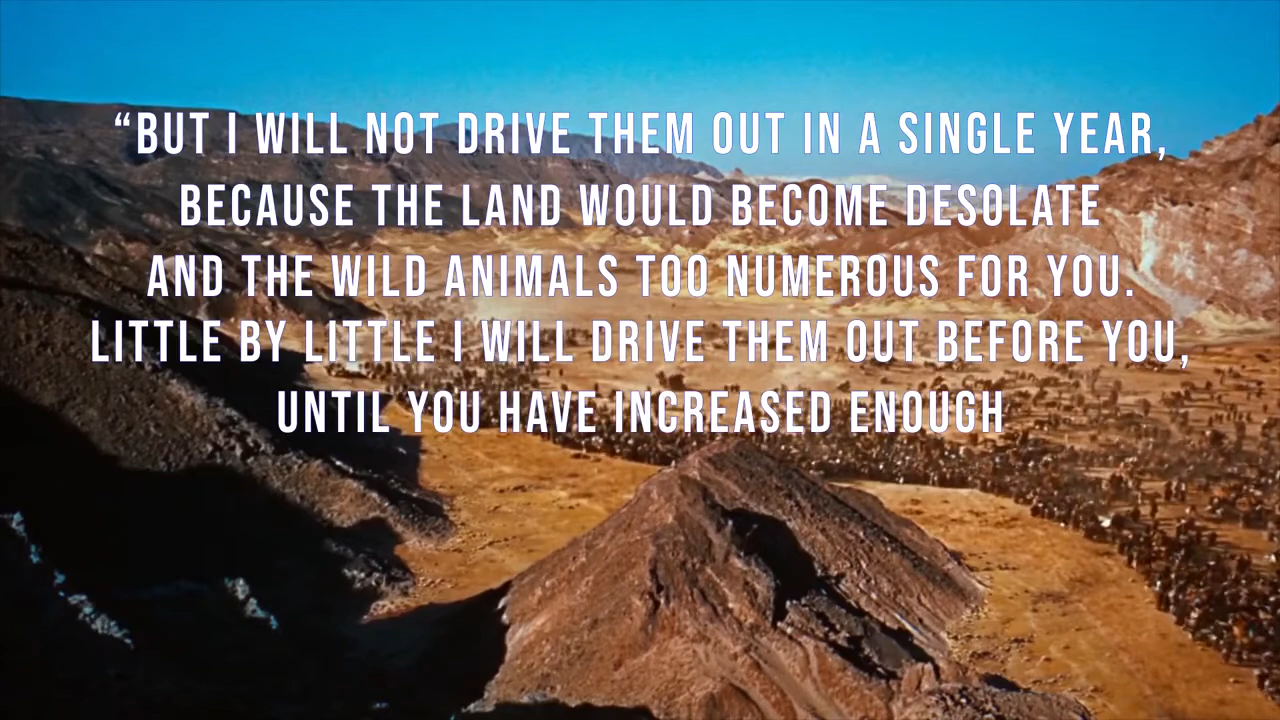 “BUT I WILL NOT DRIVE THEM OUT IN A SINGLE YEAR,
BECAUSE THE LAND WOULD BECOME DESOLATE
AND THE WILD ANIMALS TOO NUMEROUS FOR YOU.
LITTLE BY LITTLE I WILL DRIVE THEM OUT BEFORE YOU,
UNTIL YOU HAVE INCREASED ENOUGH